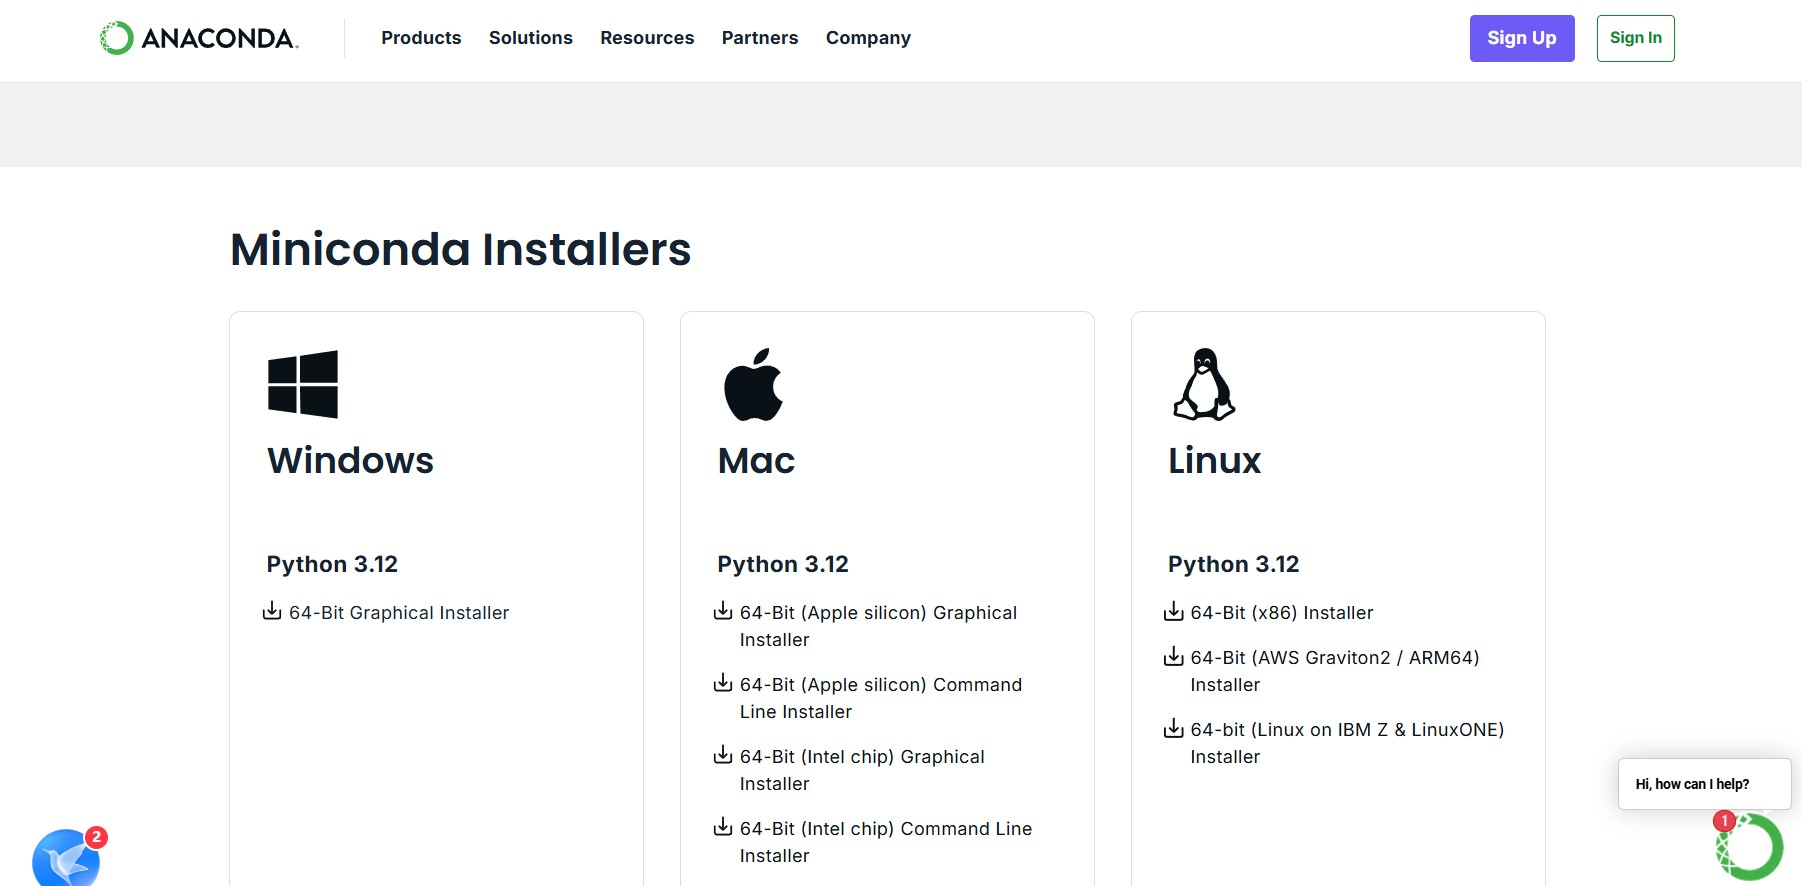 ANACONDA.
Products Solutions Resources Partners Company
Sign Up
Sign In
Miniconda Installers
Windows
Python 3.12
64-Bit Graphical Installer
Mac
Python 3.12
64-Bit (Apple silicon) Graphical
Installer
64-Bit (Apple silicon) Command
Line Installer
64-Bit (Intel chip) Graphical
Installer
64-Bit (Intel chip) Command Line
Installer
Linux
Python 3.12
64-Bit (x86) Installer
64-Bit (AWS Graviton2 / ARM64)
Installer
64-bit (Linux on IBM Z & LinuxONE)
Installer
Hi, how can I help?
2
1